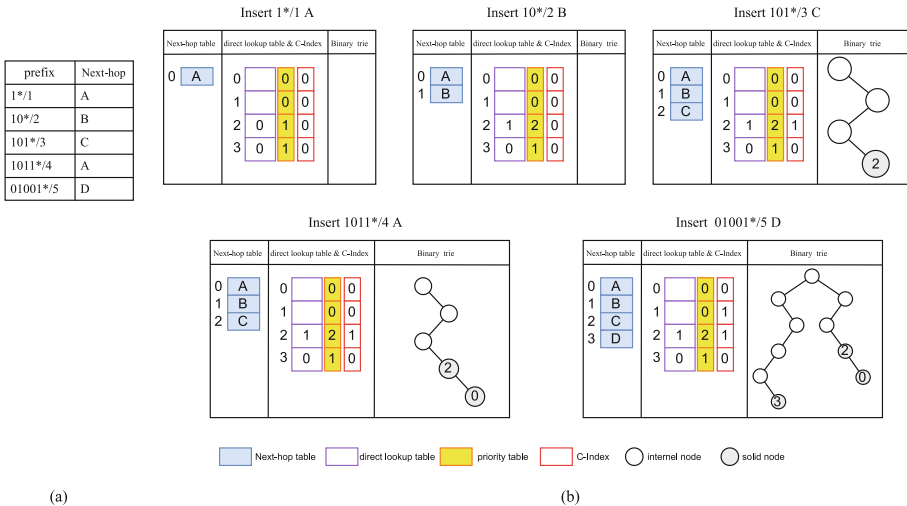 Insert 1*/1 A
Insert 10*/2 B
Insert 101*/3 C
prefix Next-hop
1*/1 A
10*/2 B
101*/3 C
1011*/4 A
01001*/5 D
Next-hop table direct lookup table & C-Index Binary trie
0 A
0 0 0
1 0 0
2 0 1 0
3 0 1 0
Next-hop table direct lookup table & C-Index Binary trie
0 A
1 B
0 0 0
1 0 0
2 1 2 0
3 0 1 0
Next-hop table direct lookup table & C-Index Binary trie
0 A
1 B
2 C
0 0 0
1 0 0
2 1 2 1
3 0 1 0
2
Insert 1011*/4 A
Insert 01001*/5 D
Next-hop table direct lookup table & C-Index Binary trie
0 A
1 B
2 C
0 0 0
1 0 0
2 1 2 1
3 0 1 0
2
0
Next-hop table direct lookup table & C-Index Binary trie
0 A
1 B
2 C
3 D
0 0 0
1 0 1
2 1 2 1
3 0 1 0
2
0
3
Next-hop table direct lookup table priority table C-Index internel node solid node
(a) (b)